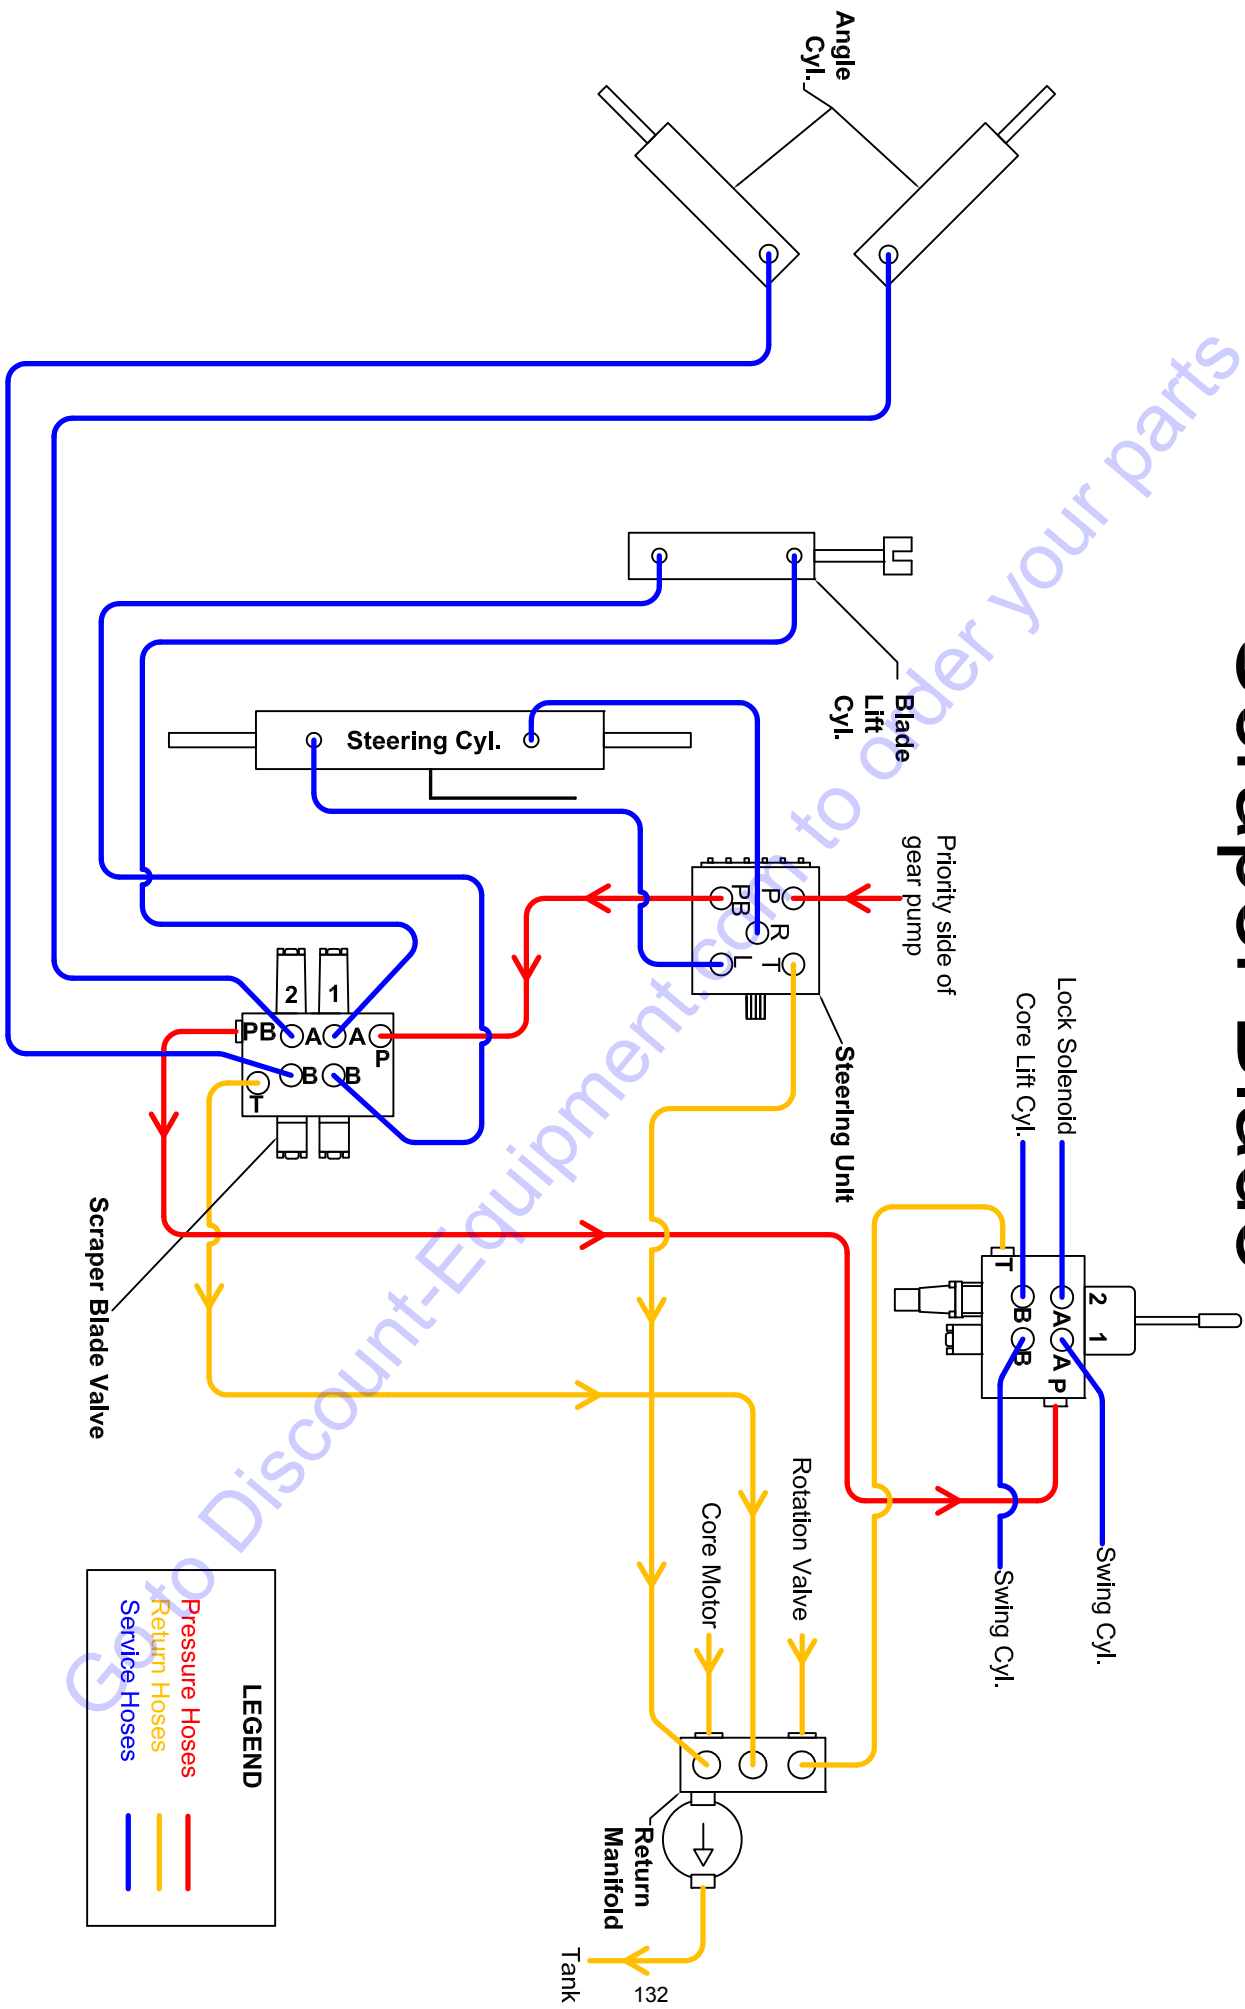 Scraper Blade
Angle
Cyl.
Blade
Lift
Cyl.
Steering Cyl.
Priority side of
gear pump
P
PB
R
T
L
Steering Unit
Lock Solenoid
Core Lift Cyl.
2
1
T
A
A
B
B
P
Swing Cyl.
Swing Cyl.
2
1
PB
A
A
P
B
B
T
Scraper Blade Valve
Rotation Valve
Core Motor
Return
Manifold
Tank
LEGEND
Pressure Hoses
Return Hoses
Service Hoses
132
Go to Discount-Equipment.com to order your parts